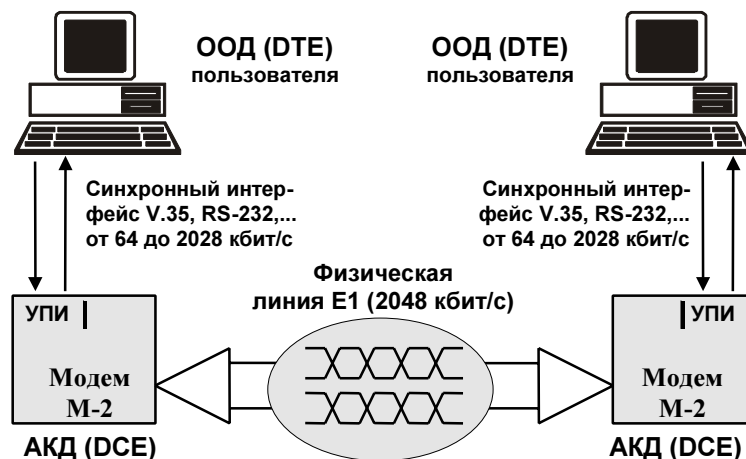 ООД (DTE)
пользователя
ООД (DTE)
пользователя
Синхронный интер-
фейс V.35, RS-232,...
от 64 до 2028 кбит/с
Синхронный интер-
фейс V.35, RS-232,...
от 64 до 2028 кбит/с
Физическая
линия E1 (2048 кбит/с)
УПИ
Модем
М-2
АКД (DCE)
УПИ
Модем
М-2
АКД (DCE)